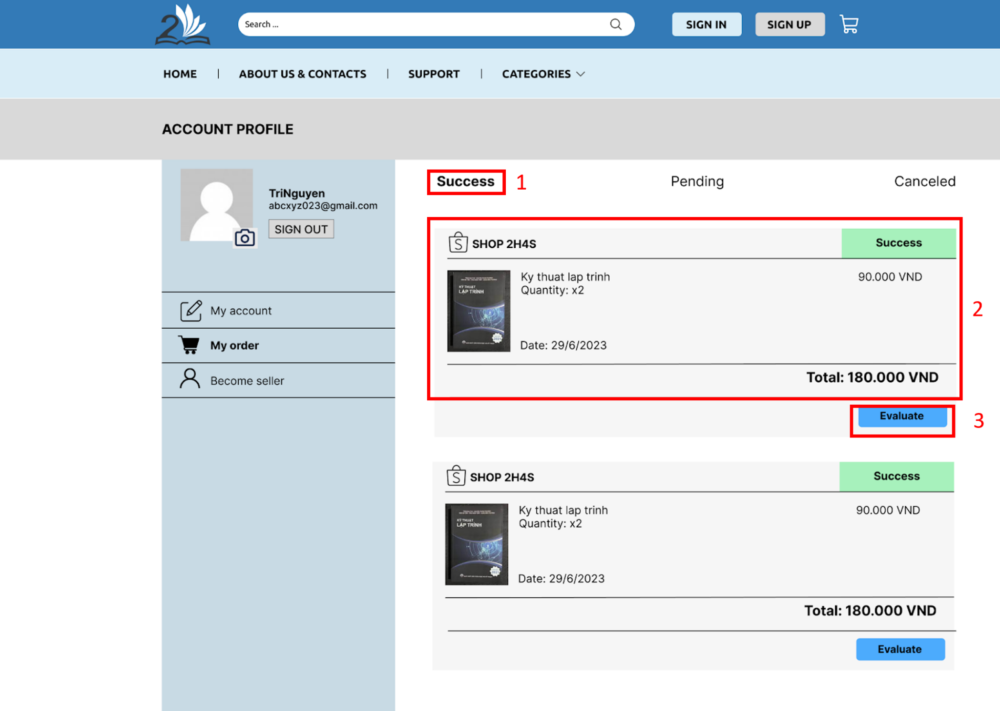 2
Search ...
SIGN IN
SIGN UP
HOME | ABOUT US & CONTACTS | SUPPORT | CATEGORIES
ACCOUNT PROFILE
TriNguyen
abcxyz023@gmail.com
SIGN OUT
My account
My order
Become seller
Success 1
Pending
Canceled
SHOP 2H4S
Success
KỸ THUẬT
LẬP TRÌNH
2021
Ky thuat lap trinh
90.000 VND
Quantity: x2
2
Date: 29/6/2023
Total: 180.000 VND
Evaluate
3
SHOP 2H4S
Success
KỸ THUẬT
LẬP TRÌNH
2021
Ky thuat lap trinh
90.000 VND
Quantity: x2
Date: 29/6/2023
Total: 180.000 VND
Evaluate